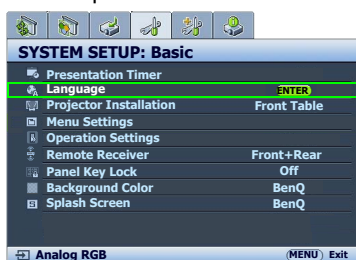 SYSTEM SETUP: Basic
Presentation Timer
Language ENTER
Projector Installation Front Table
Menu Settings
Operation Settings
Remote Receiver Front+Rear
Panel Key Lock Off
Background Color BenQ
Splash Screen BenQ
Analog RGB MENU Exit